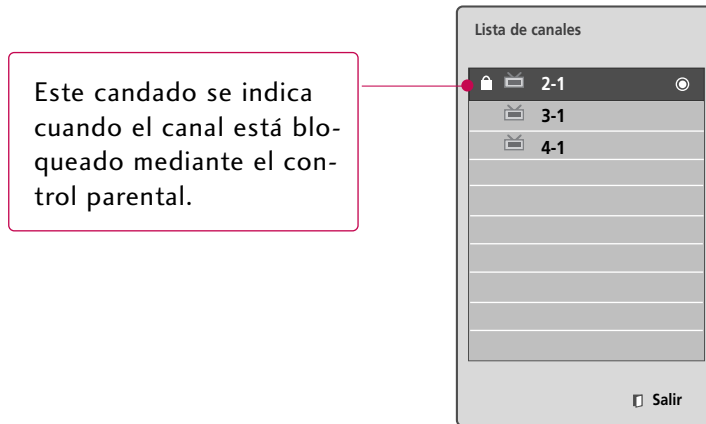 Lista de canales
Este candado se indica
cuando el canal está blo-
queado mediante el con-
trol parental.
2-1
3-1
4-1
Salir